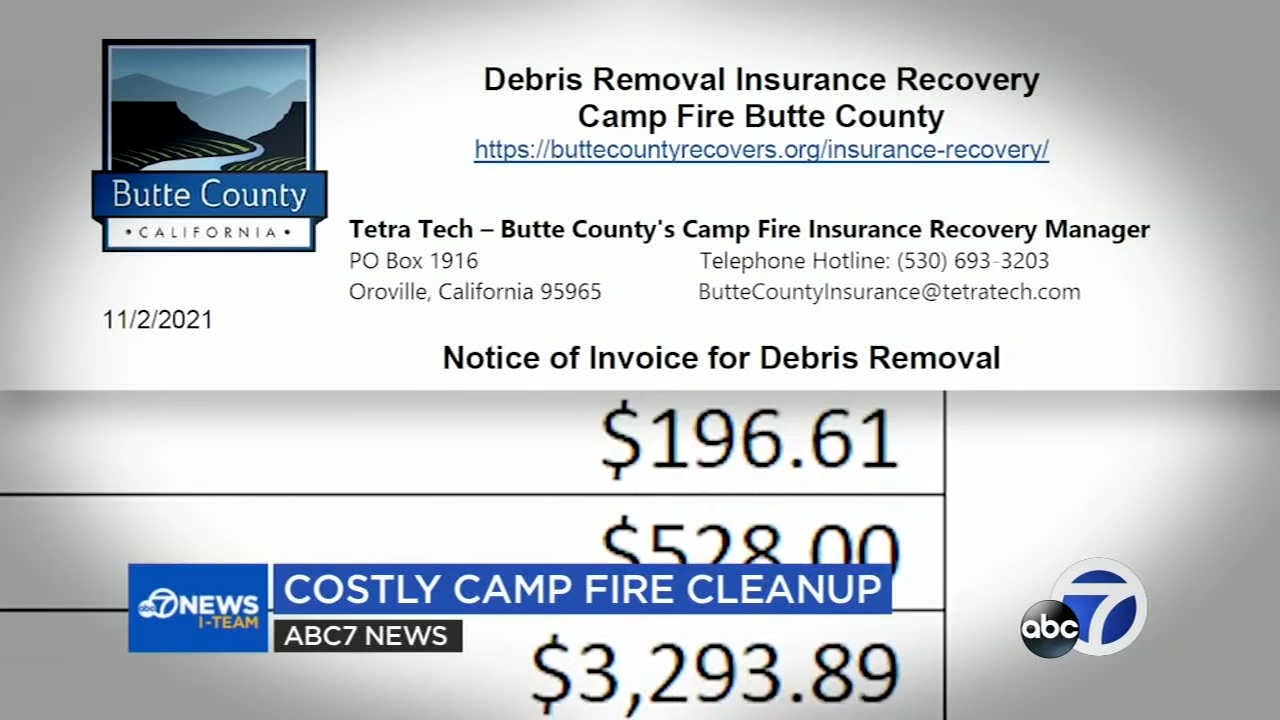 Debris Removal Insurance Recovery
Camp Fire Butte County
https://buttecountyrecovers.org/insurance-recovery/
Butte County
• CALIFORNIA •
Tetra Tech – Butte County's Camp Fire Insurance Recovery Manager
PO Box 1916 Telephone Hotline: (530) 693-3203
Oroville, California 95965 ButteCountyInsurance@tetratech.com
11/2/2021
Notice of Invoice for Debris Removal
$196.61
$528.00
abc7 NEWS
I-TEAM
COSTLY CAMP FIRE CLEANUP
ABC7 NEWS
abc 7
$3,293.89